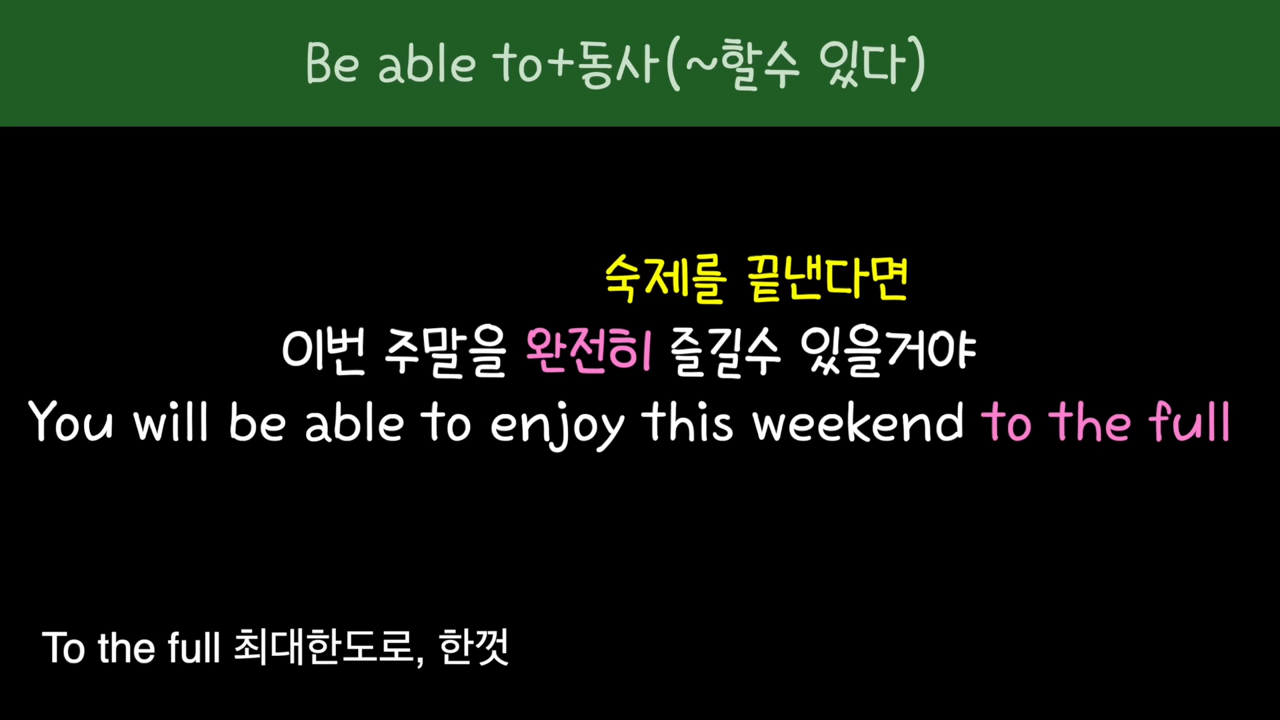 Be able to+동사(~할수 있다)
숙제를 끝낸다면
이번 주말을 완전히 즐길수 있을거야
You will be able to enjoy this weekend to the full
To the full 최대한도로, 한껏